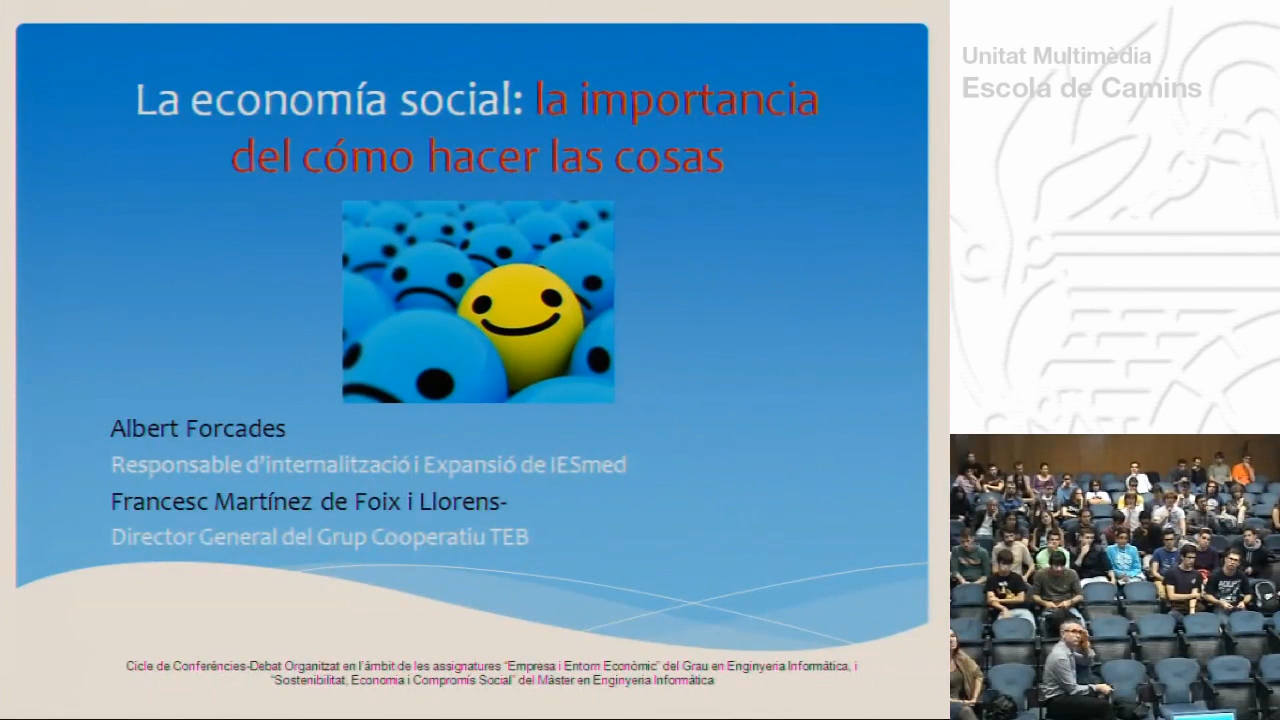 La economía social: la importancia
del cómo hacer las cosas
Albert Forcades
Responsable d'internalització i Expansió de IESmed
Francesc Martínez de Foix i Llorens-
Director General del Grup Cooperatiu TEB
Cicle de Conferències-Debat Organitzat en l'àmbit de les assignatures "Empresa i Entorn Econòmic" del Grau en Enginyeria Informàtica, i
"Sostenibilitat, Economia i Compromís Social" del Màster en Enginyeria Informàtica
Unitat Multimèdia
Escola de Camins